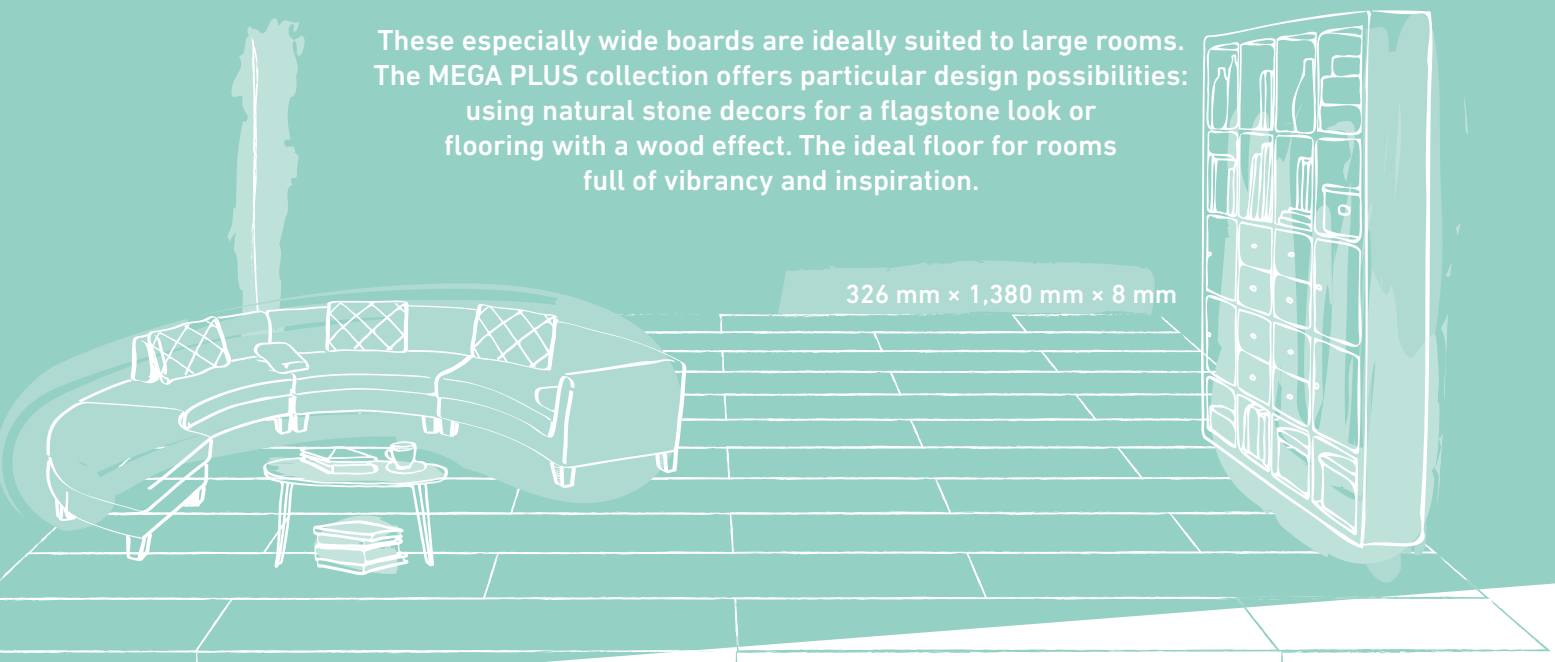 These especially wide boards are ideally suited to large rooms.
The MEGA PLUS collection offers particular design possibilities:
using natural stone decors for a flagstone look or
flooring with a wood effect. The ideal floor for rooms
full of vibrancy and inspiration.
326 mm × 1,380 mm × 8 mm